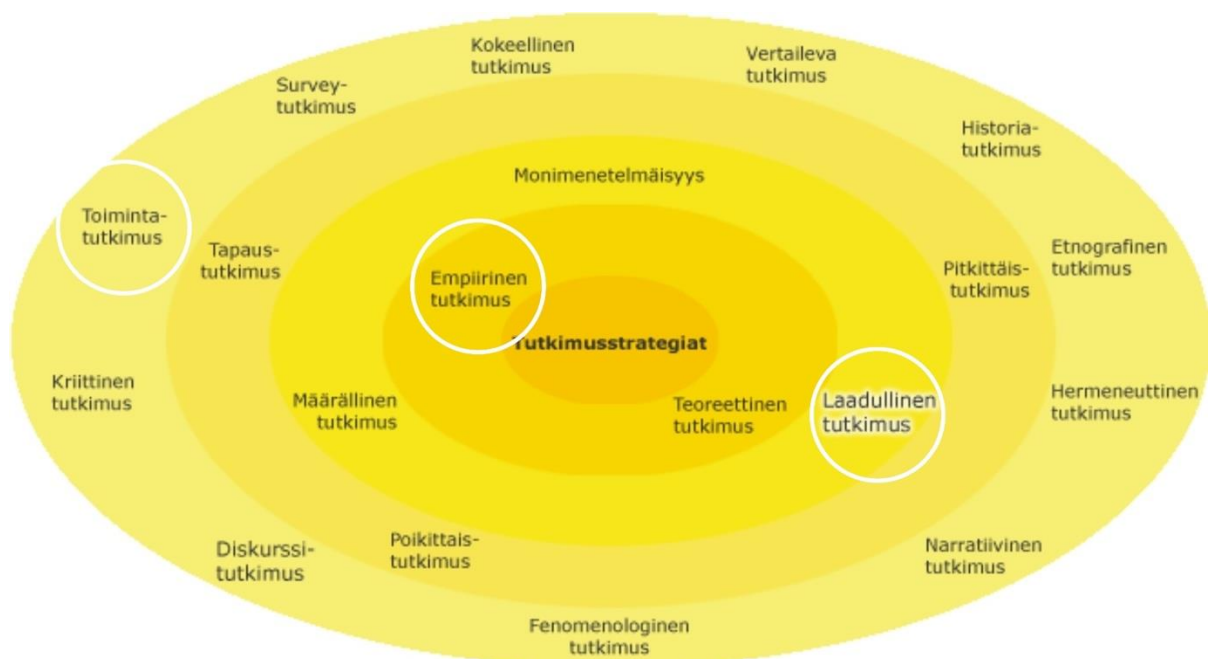 Kokeellinen
tutkimus
Vertaileva
tutkimus
Survey-
tutkimus
Historia-
tutkimus
Monimenetelmäisyys
Toiminta-
tutkimus
Tapaus-
tutkimus
Empiirinen
tutkimus
Pitkittäis-
tutkimus
Etnografinen
tutkimus
Tutkimusstrategiat
Kriittinen
tutkimus
Määrällinen
tutkimus
Teoreettinen
tutkimus
Laadullinen
tutkimus
Hermeneuttinen
tutkimus
Diskurssi-
tutkimus
Poikittais-
tutkimus
Narratiivinen
tutkimus
Fenomenologinen
tutkimus